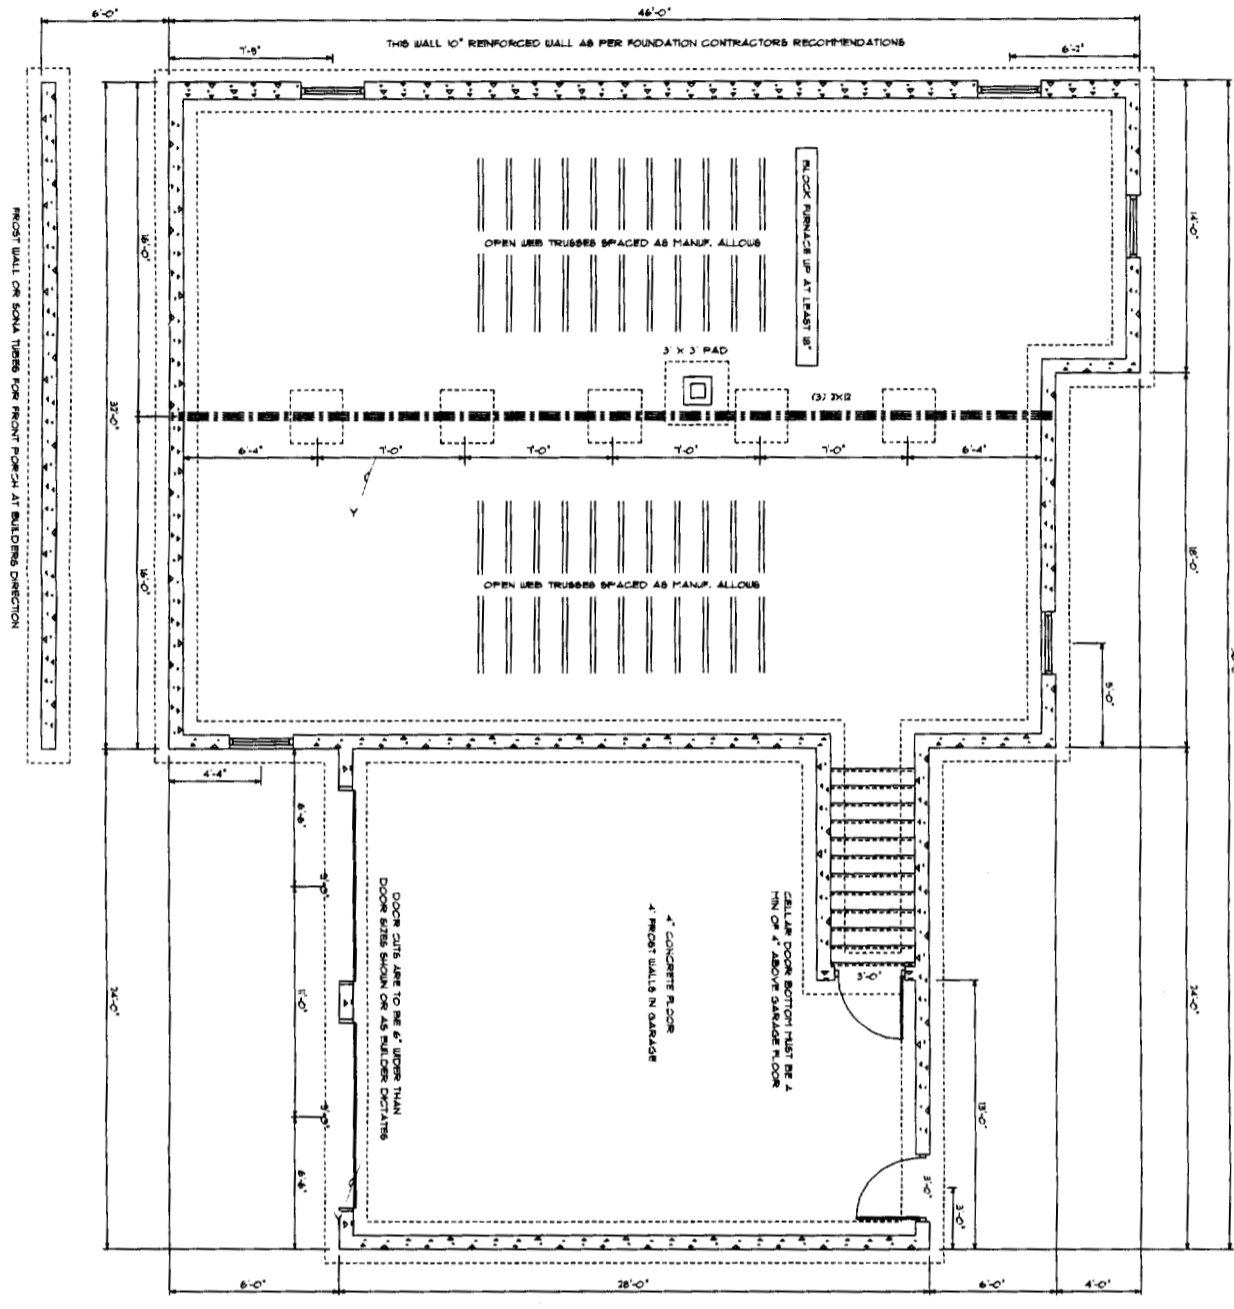 6'-0"
46'-0"
THIS WALL 10" REINFORCED WALL AS PER FOUNDATION CONTRACTORS RECOMMENDATIONS
7'-9"
6'-2"
FROST WALL OR SONA TUBES FOR FRONT PORCH AT BUILDERS DIRECTION
32'-0"
16'-0"
OPEN WEB TRUSSES SPACED AS MANUF. ALLOWS
BLOCK FURNACE UP AT LEAST 18"
14'-0"
3' X 3' PAD
(3) 2X12
6'-4"
7'-0"
7'-0"
7'-0"
7'-0"
6'-4"
16'-0"
OPEN WEB TRUSSES SPACED AS MANUF. ALLOWS
18'-0"
5'-0"
4'-4"
6'-6"
9'-0"
11'-0"
9'-0"
6'-6"
24'-0"
DOOR CUTS ARE TO BE 6" WIDER THAN
DOOR SIZES SHOWN OR AS BUILDER DICTATES
4" CONCRETE FLOOR
4' FROST WALLS IN GARAGE
CELLAR DOOR BOTTOM MUST BE A
MIN OF 4" ABOVE GARAGE FLOOR
3'-0"
13'-0"
3'-0"
3'-0"
24'-0"
8'-0"
28'-0"
6'-0"
4'-0"